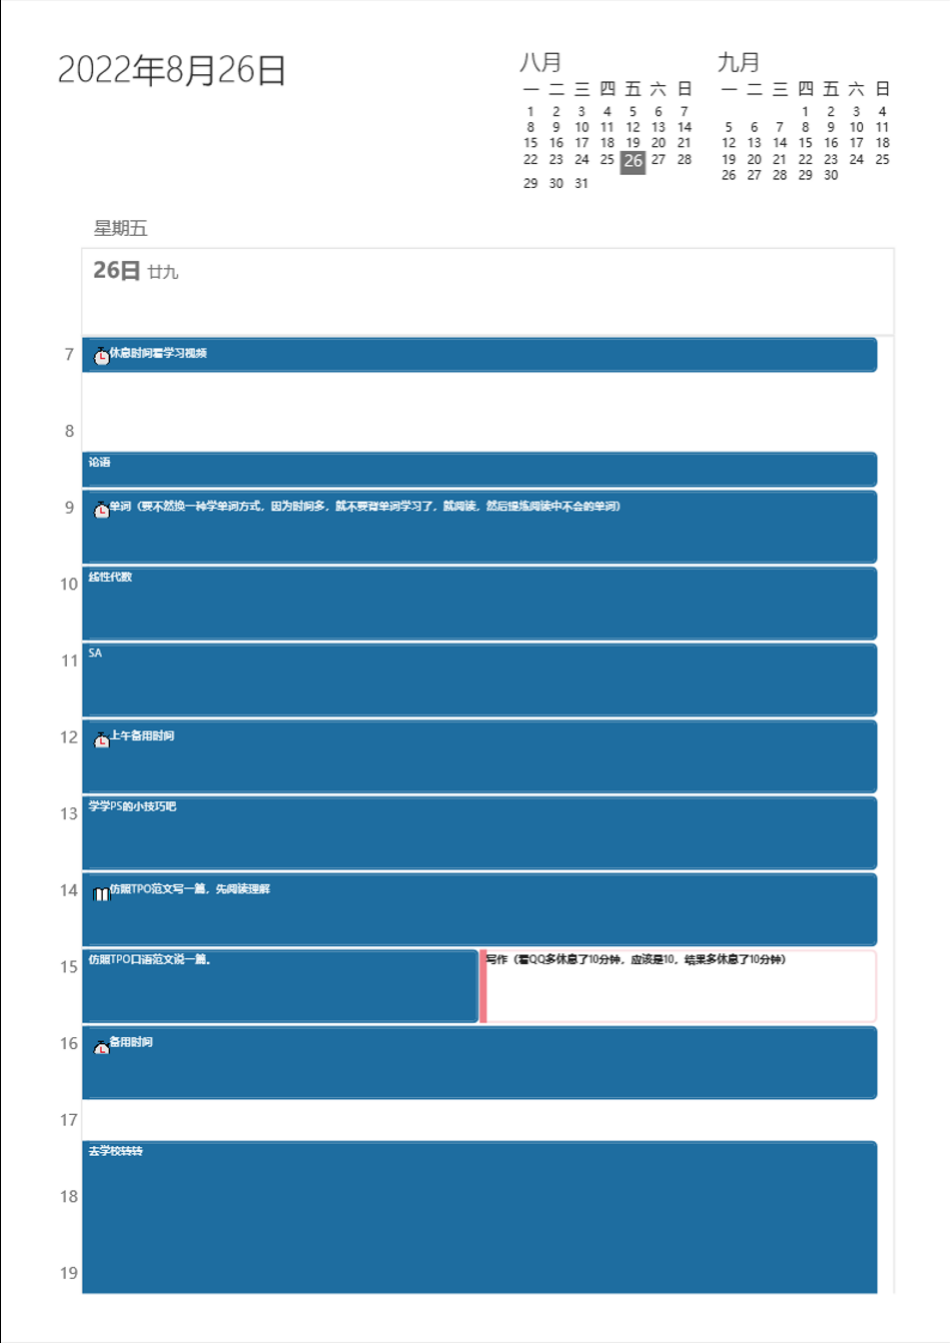 2022年8月26日
八月
一 二 三 四 五 六 日
1 2 3 4 5 6 7
8 9 10 11 12 13 14
15 16 17 18 19 20 21
22 23 24 25 26 27 28
29 30 31
九月
一 二 三 四 五 六 日
1 2 3 4
5 6 7 8 9 10 11
12 13 14 15 16 17 18
19 20 21 22 23 24 25
26 27 28 29 30
星期五
26日 廿九
7
休息时间看学习视频
8
论语
9
单词（要不然换一种学单词方式，因为时间多，就不要背单词学习了，就阅读，然后提炼阅读中不会的单词）
10
线性代数
11
SA
12
上午备用时间
13
学学PS的小技巧吧
14
仿照TPO范文写一篇，先阅读理解
15
仿照TPO口语范文说一篇。
写作（看QQ多休息了10分钟，应该是10，结果多休息了10分钟）
16
备用时间
17
去学校转转
18
19